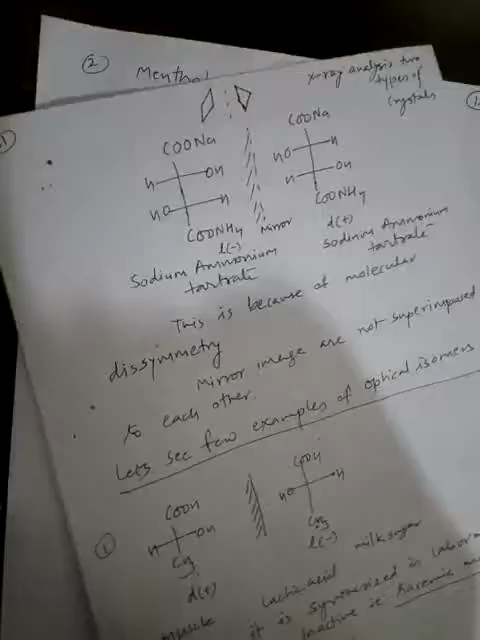 ②
Menthol
x-ray analysis two
types of
crystals
COONa
H OH
HO H
COONH4
l(-)
Mirror
COONa
HO H
H OH
COONH4
d(+)
Sodium Ammonium
tartrate
Sodium Ammonium
tartrate
This is because of molecular
dissymmetry
Mirror image are not superimposed
to each other.
Lets see few examples of optical isomers
①
COOH
H OH
CH3
d(+)
COOH
HO H
CH3
l(-)
muscle Lactic acid milk sugar
it is synthesized in
Inactive ie Racemic